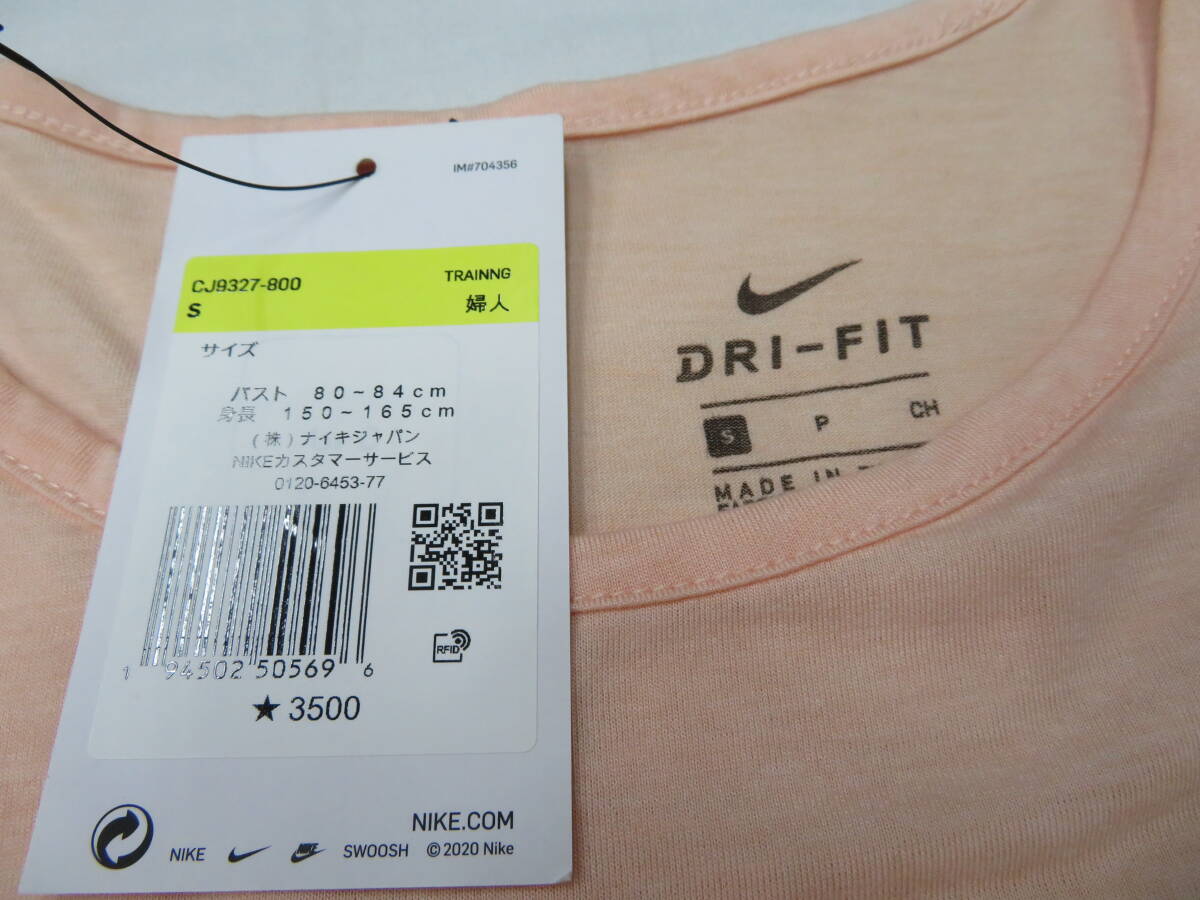 IM#704356
CJ9327-800 TRAINNG
S 婦人
サイズ
バスト 80~84cm
身長 150~165cm
(株)ナイキジャパン
NIKEカスタマーサービス
0120-6453-77
1 94502 50569 6
RFID
★ 3500
NIKE.COM
NIKE SWOOSH ©2020 Nike
DRI-FIT
S P CH
MADE IN